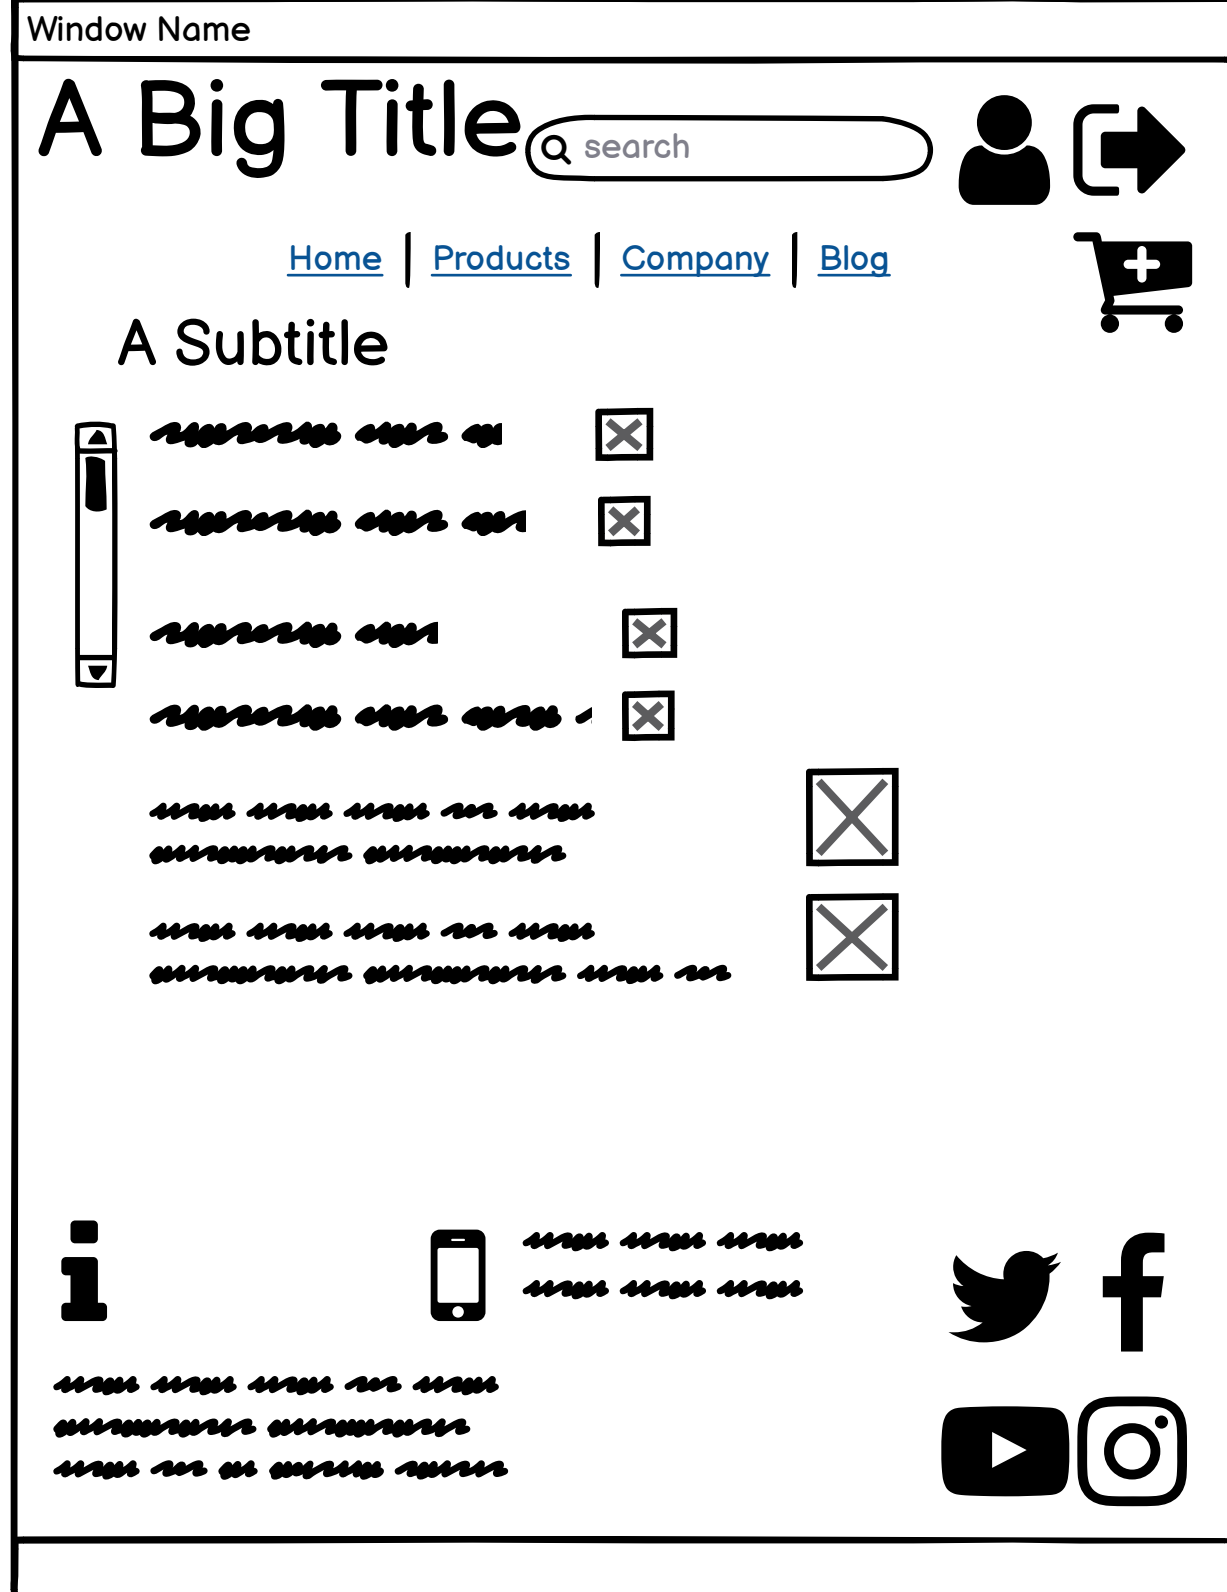 Window Name
A Big Title
search
Home Products Company Blog
A Subtitle